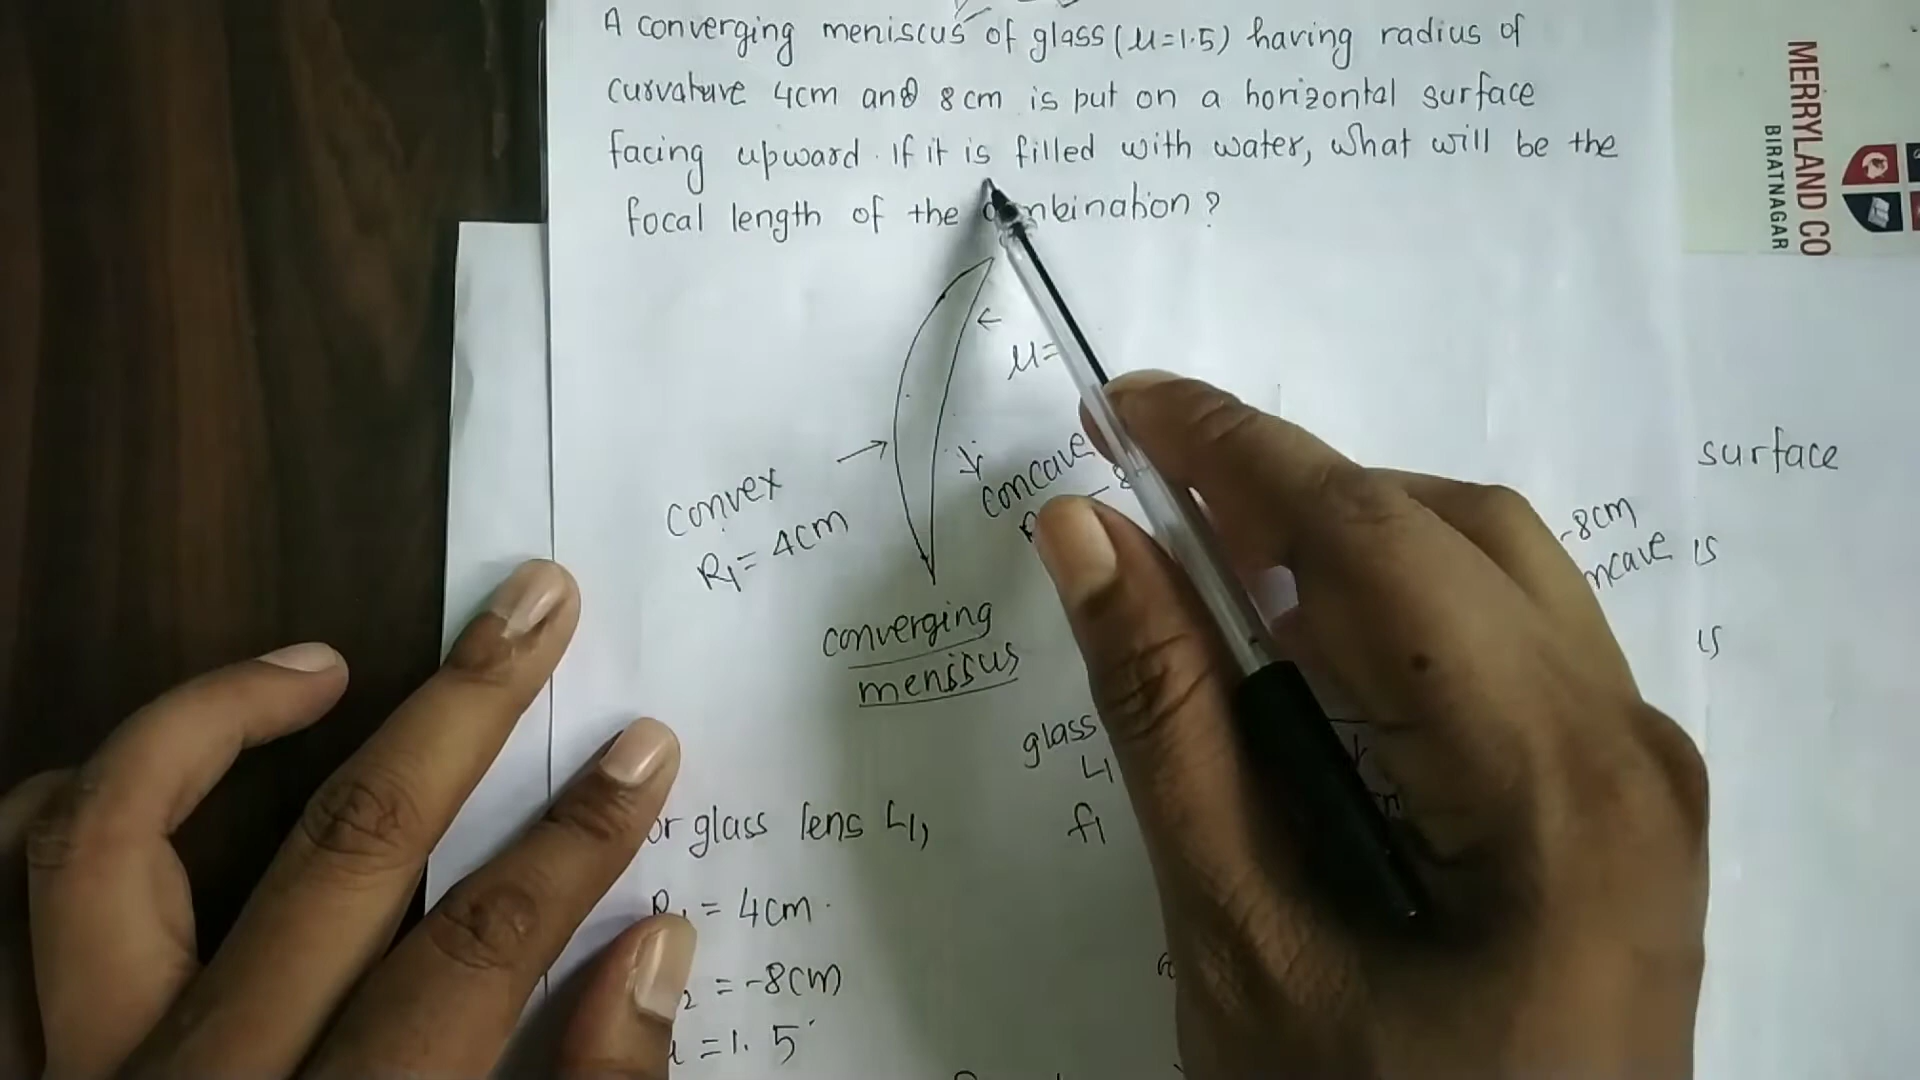 A converging meniscus of glass (μ=1.5) having radius of
curvature 4cm and 8cm is put on a horizontal surface
facing upward. If it is filled with water, what will be the
focal length of the combination?
MERRYLAND CO
BIRATNAGAR
μ=
surface
convex
R1 = 4cm
concave
-8cm
is
converging
meniscus
is
glass
L1
f1
glass lens L1,
= 4cm
2 = -8cm
= 1.5